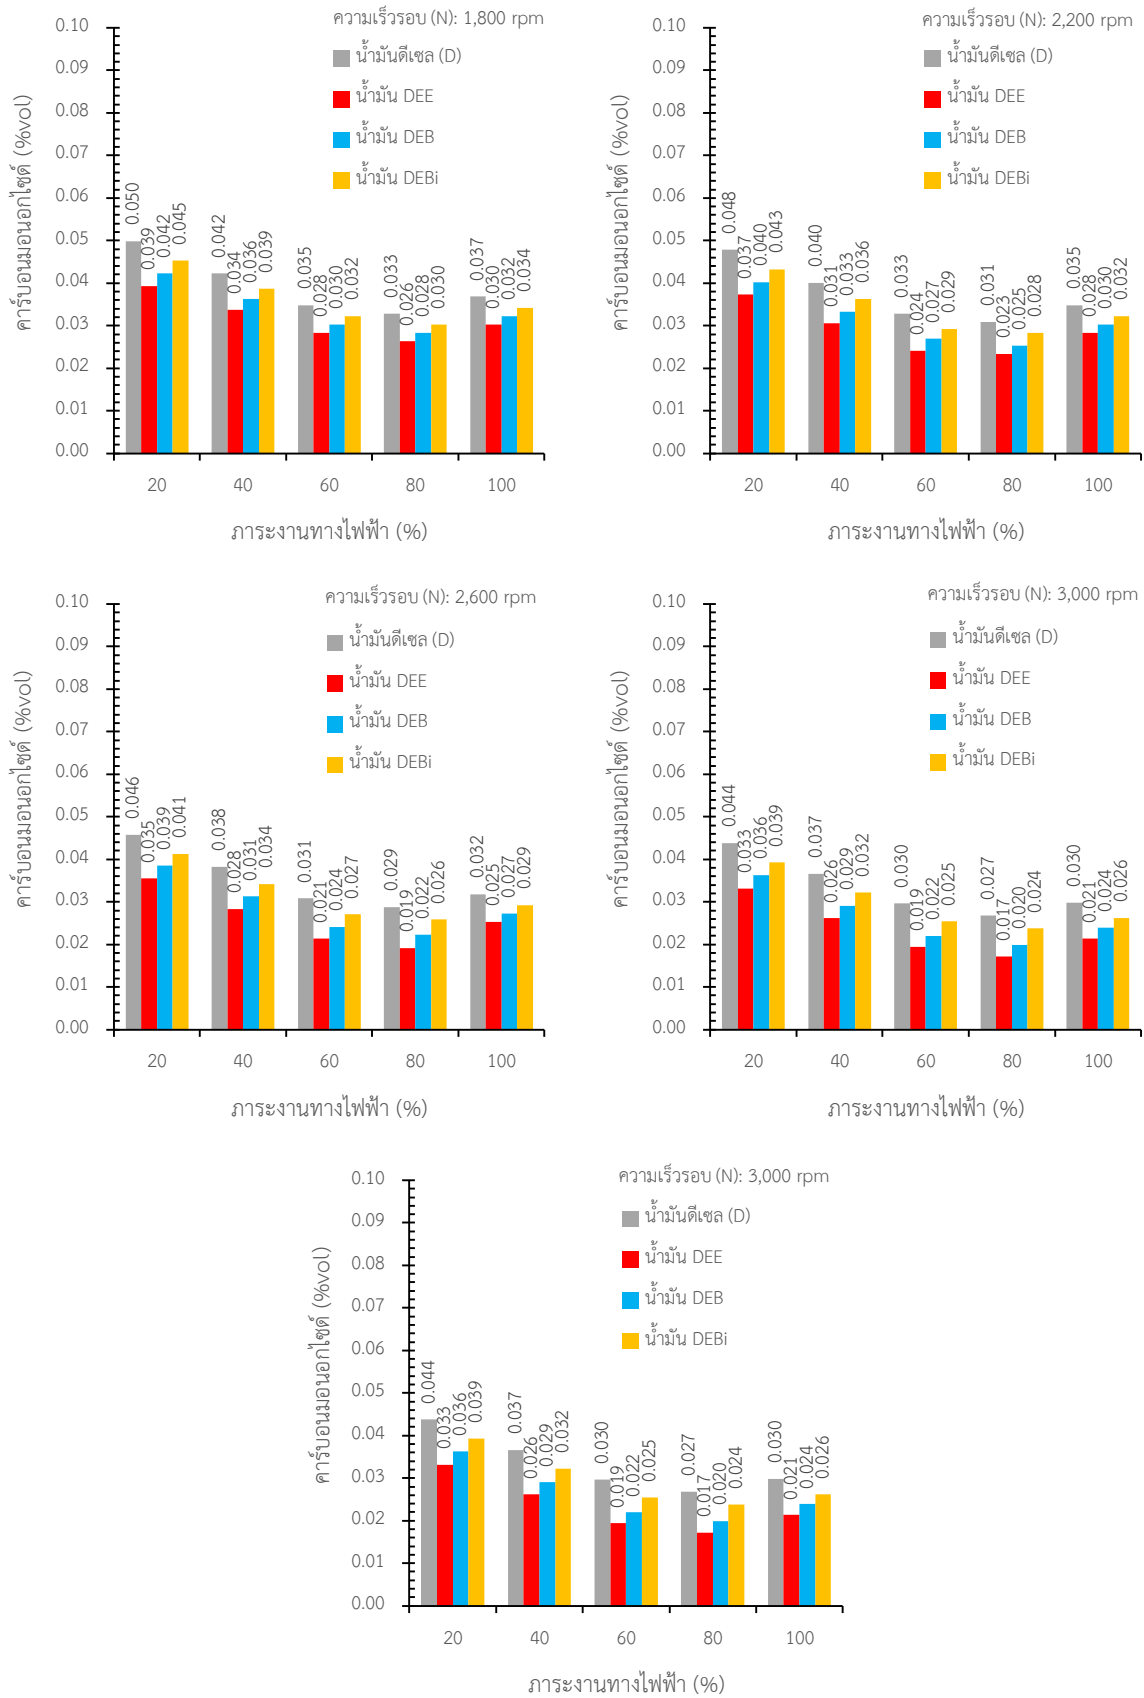 ความเร็วรอบ (N): 1,800 rpm
น้ำมันดีเซล (D)
น้ำมัน DEE
น้ำมัน DEB
น้ำมัน DEBi
คาร์บอนมอนอกไซด์ (%vol)
0.10
0.09
0.08
0.07
0.06
0.05
0.04
0.03
0.02
0.01
0.00
0.050 0.039 0.042 0.045
0.042 0.034 0.036 0.039
0.035 0.028 0.030 0.032
0.033 0.026 0.028 0.030
0.037 0.030 0.032 0.034
20 40 60 80 100
ภาระงานทางไฟฟ้า (%)
ความเร็วรอบ (N): 2,200 rpm
น้ำมันดีเซล (D)
น้ำมัน DEE
น้ำมัน DEB
น้ำมัน DEBi
คาร์บอนมอนอกไซด์ (%vol)
0.10
0.09
0.08
0.07
0.06
0.05
0.04
0.03
0.02
0.01
0.00
0.048 0.037 0.040 0.043
0.040 0.031 0.033 0.036
0.033 0.024 0.027 0.029
0.031 0.023 0.025 0.028
0.035 0.028 0.030 0.032
20 40 60 80 100
ภาระงานทางไฟฟ้า (%)
ความเร็วรอบ (N): 2,600 rpm
น้ำมันดีเซล (D)
น้ำมัน DEE
น้ำมัน DEB
น้ำมัน DEBi
คาร์บอนมอนอกไซด์ (%vol)
0.10
0.09
0.08
0.07
0.06
0.05
0.04
0.03
0.02
0.01
0.00
0.046 0.035 0.039 0.041
0.038 0.028 0.031 0.034
0.031 0.021 0.024 0.027
0.029 0.019 0.022 0.026
0.032 0.025 0.027 0.029
20 40 60 80 100
ภาระงานทางไฟฟ้า (%)
ความเร็วรอบ (N): 3,000 rpm
น้ำมันดีเซล (D)
น้ำมัน DEE
น้ำมัน DEB
น้ำมัน DEBi
คาร์บอนมอนอกไซด์ (%vol)
0.10
0.09
0.08
0.07
0.06
0.05
0.04
0.03
0.02
0.01
0.00
0.044 0.033 0.036 0.039
0.037 0.026 0.029 0.032
0.030 0.019 0.022 0.025
0.027 0.017 0.020 0.024
0.030 0.021 0.024 0.026
20 40 60 80 100
ภาระงานทางไฟฟ้า (%)
ความเร็วรอบ (N): 3,000 rpm
น้ำมันดีเซล (D)
น้ำมัน DEE
น้ำมัน DEB
น้ำมัน DEBi
คาร์บอนมอนอกไซด์ (%vol)
0.10
0.09
0.08
0.07
0.06
0.05
0.04
0.03
0.02
0.01
0.00
0.044 0.033 0.036 0.039
0.037 0.026 0.029 0.032
0.030 0.019 0.022 0.025
0.027 0.017 0.020 0.024
0.030 0.021 0.024 0.026
20 40 60 80 100
ภาระงานทางไฟฟ้า (%)